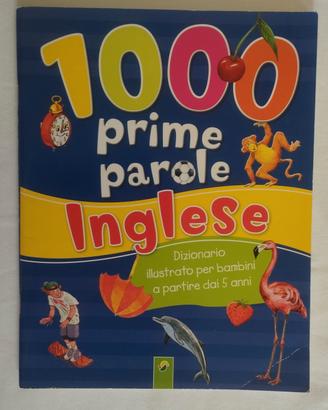 1000
prime
parole
Inglese
Dizionario
illustrato per bambini
a partire dai 5 anni